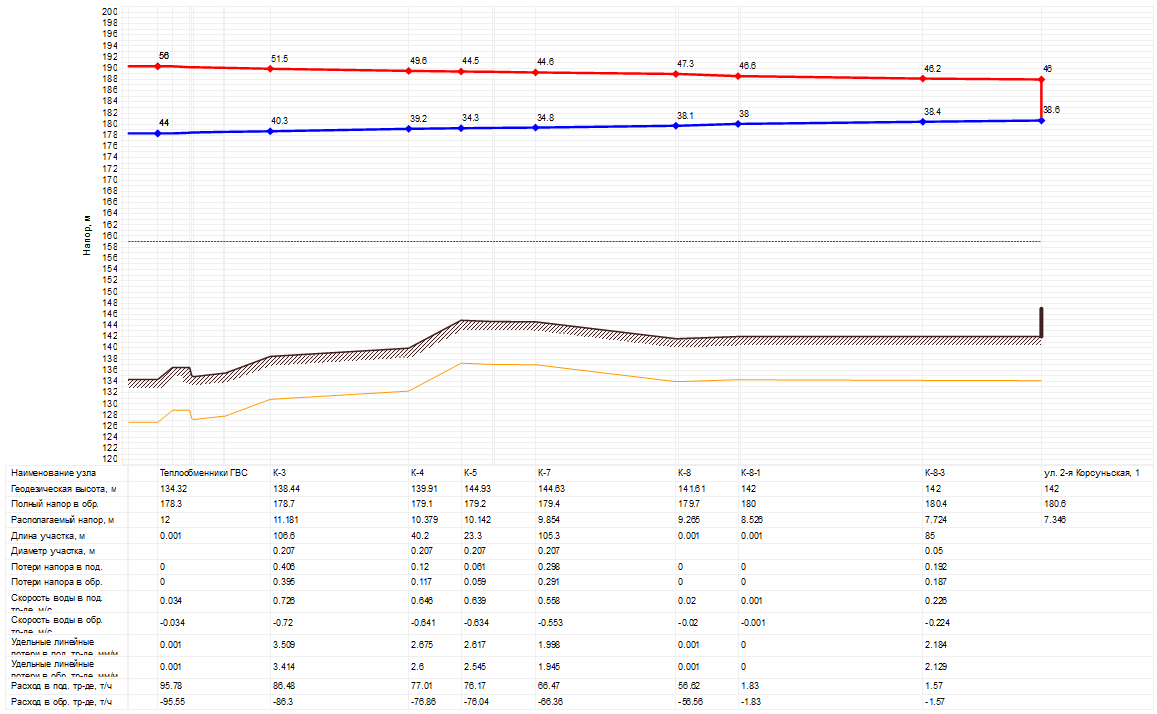 200
198
196
194
192
190
188
186
184
182
180
178
176
174
172
170
168
166
164
162
160
158
156
154
152
150
148
146
144
142
140
138
136
134
132
130
128
126
124
122
120
Напор, м
56 51.5 49.6 44.5 44.6 47.3 46.6 46.2 46
44 40.3 39.2 34.3 34.8 38.1 38 38.4 38.6
Наименование узла Теплообменники ГВС К-3 К-4 К-5 К-7 К-8 К-8-1 К-8-3 ул. 2-я Корсуньская, 1
Геодезическая высота, м 134.32 138.44 139.91 144.93 144.63 141.61 142 142 142
Полный напор в обр. 178.3 178.7 179.1 179.2 179.4 179.7 180 180.4 180.6
Располагаемый напор, м 12 11.181 10.379 10.142 9.854 9.265 8.526 7.724 7.346
Длина участка, м 0.001 106.6 40.2 23.3 105.3 0.001 0.001 85
Диаметр участка, м 0.207 0.207 0.207 0.207 0.05
Потери напора в под. 0 0.406 0.12 0.061 0.298 0 0 0.192
Потери напора в обр. 0 0.395 0.117 0.059 0.291 0 0 0.187
Скорость воды в под.
тр-де, м/с 0.034 0.726 0.646 0.639 0.558 0.02 0.001 0.226
Скорость воды в обр.
тр-де, м/с -0.034 -0.72 -0.641 -0.634 -0.553 -0.02 -0.001 -0.224
Удельные линейные
потери в под. тр-де, мм/м 0.001 3.509 2.675 2.617 1.998 0.001 0 2.184
Удельные линейные
потери в обр. тр-де, мм/м 0.001 3.414 2.6 2.545 1.945 0.001 0 2.129
Расход в под. тр-де, т/ч 95.78 86.48 77.01 76.17 66.47 56.62 1.83 1.57
Расход в обр. тр-де, т/ч -95.55 -86.3 -76.86 -76.04 -66.36 -56.56 -1.83 -1.57